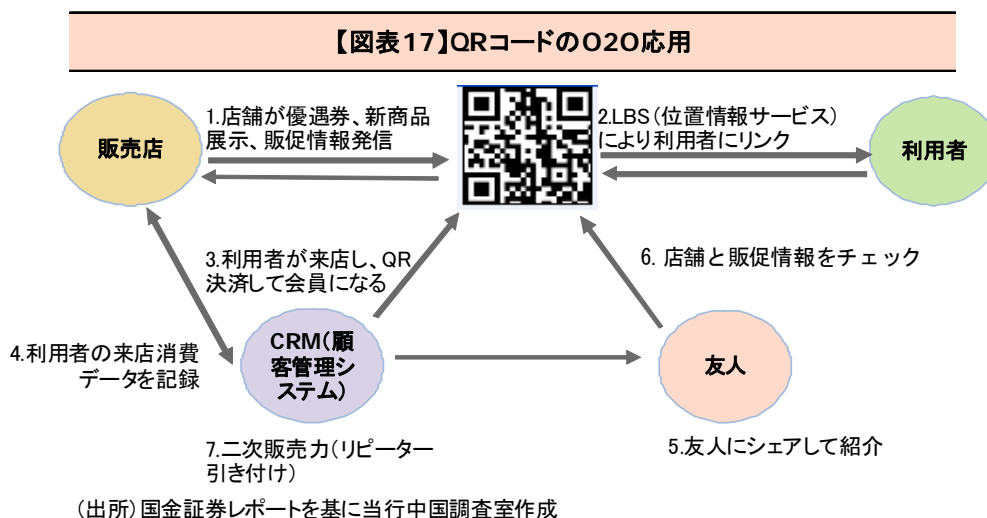 【図表17】QRコードのO2O応用
1.店舗が優遇券、新商品
展示、販促情報発信
2.LBS(位置情報サービス)
により利用者にリンク
販売店
利用者
3.利用者が来店し、QR
決済して会員になる
6. 店舗と販促情報をチェック
4.利用者の来店消費
データを記録
CRM(顧
客管理シ
ステム)
友人
7.二次販売力(リピーター
引き付け)
5.友人にシェアして紹介
(出所)国金証券レポートを基に当行中国調査室作成